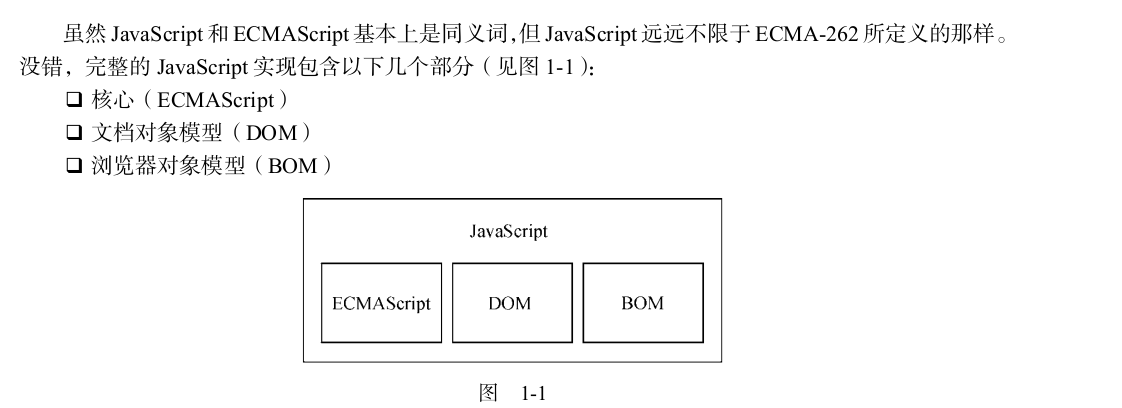 虽然 JavaScript 和 ECMAScript 基本上是同义词,但 JavaScript 远远不限于 ECMA-262 所定义的那样。
没错，完整的 JavaScript 实现包含以下几个部分（见图 1-1）：
❑ 核心（ECMAScript）
❑ 文档对象模型（DOM）
❑ 浏览器对象模型（BOM）
JavaScript
ECMAScript
DOM
BOM
图 1-1